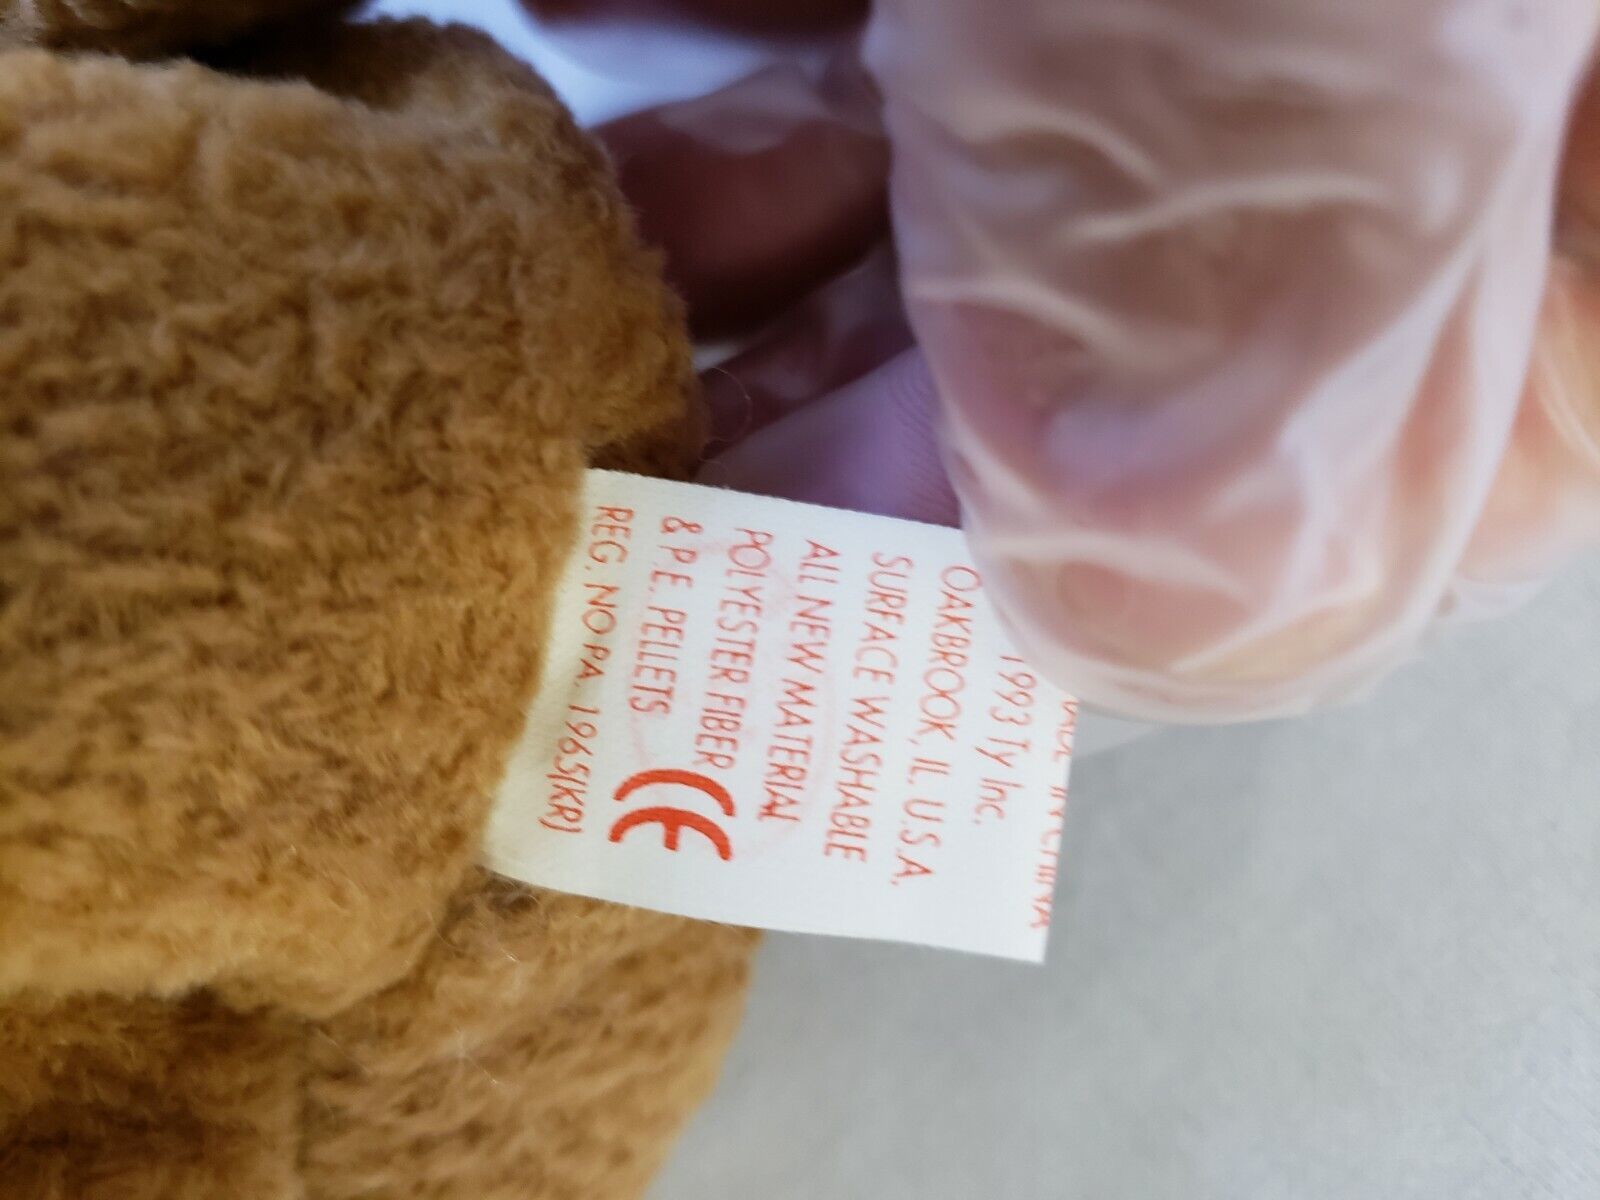 1993 Ty Inc.
OAKBROOK, IL. U.S.A.
SURFACE WASHABLE
ALL NEW MATERIAL
POLYESTER FIBER
& P.E. PELLETS CE
REG. NO PA. 1965(KR)